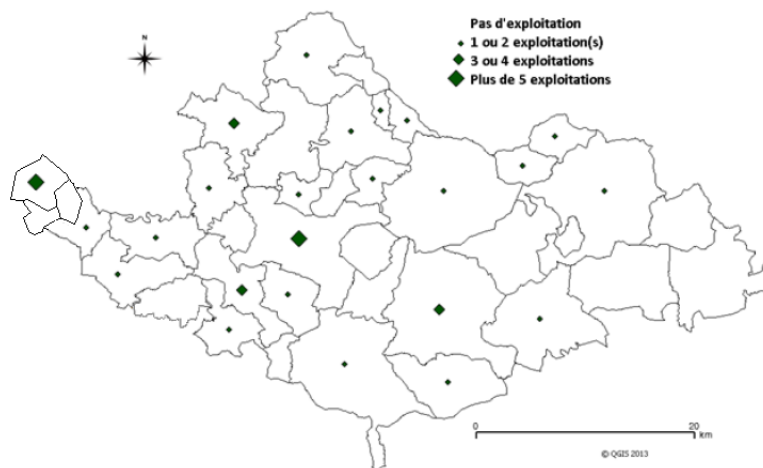 Pas d'exploitation
1 ou 2 exploitation(s)
3 ou 4 exploitations
Plus de 5 exploitations
N
0 20
km
© QGIS 2013